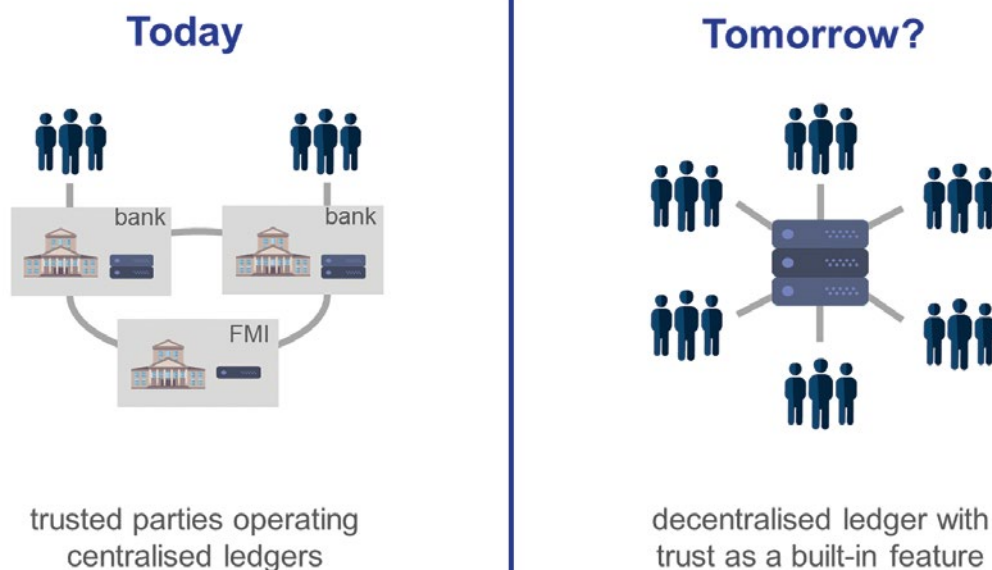 Today
bank
bank
FMI
trusted parties operating
centralised ledgers
Tomorrow?
decentralised ledger with
trust as a built-in feature